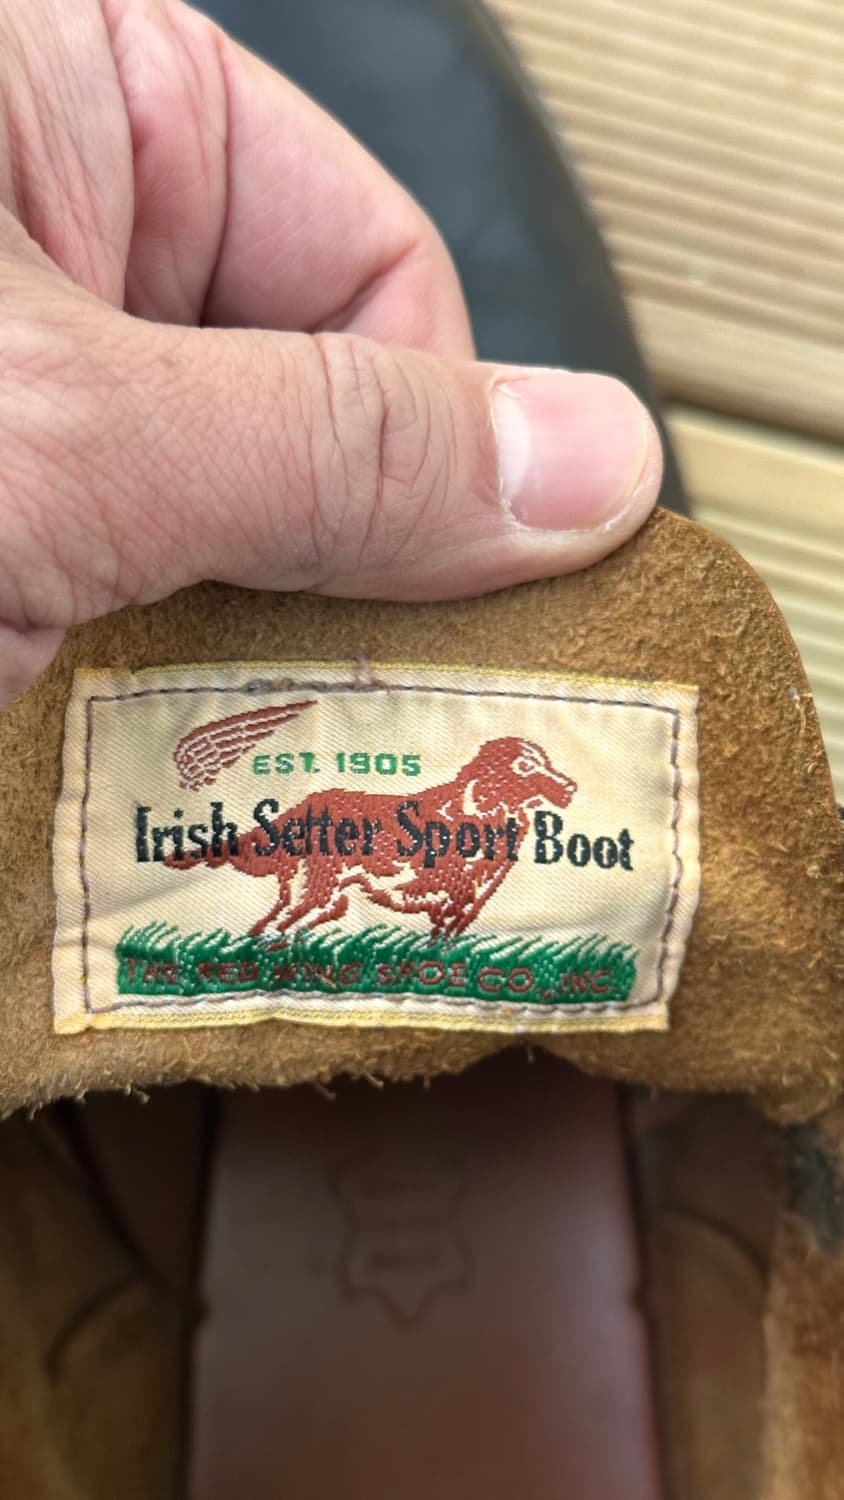 EST. 1905
Irish Setter Sport Boot
THE RED WING SHOE CO., INC.